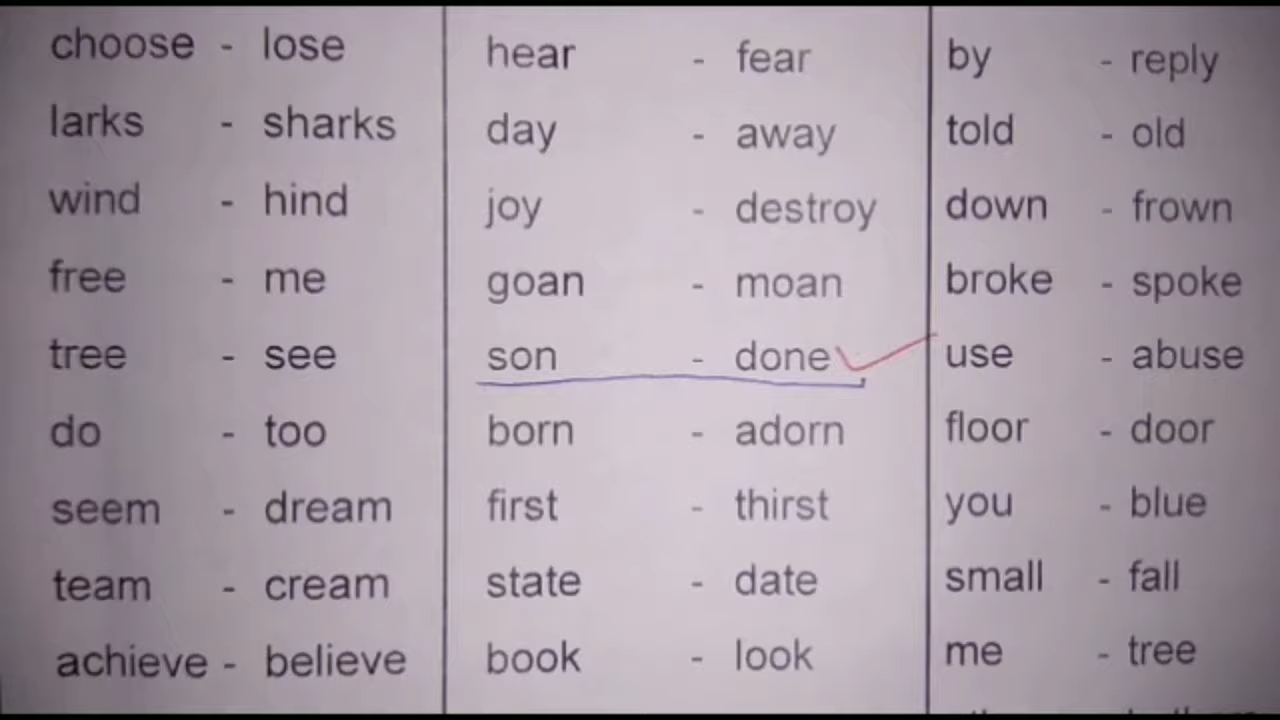 choose - lose
larks - sharks
wind - hind
free - me
tree - see
do - too
seem - dream
team - cream
achieve - believe
hear - fear
day - away
joy - destroy
goan - moan
son - done
born - adorn
first - thirst
state - date
book - look
by - reply
told - old
down - frown
broke - spoke
use - abuse
floor - door
you - blue
small - fall
me - tree